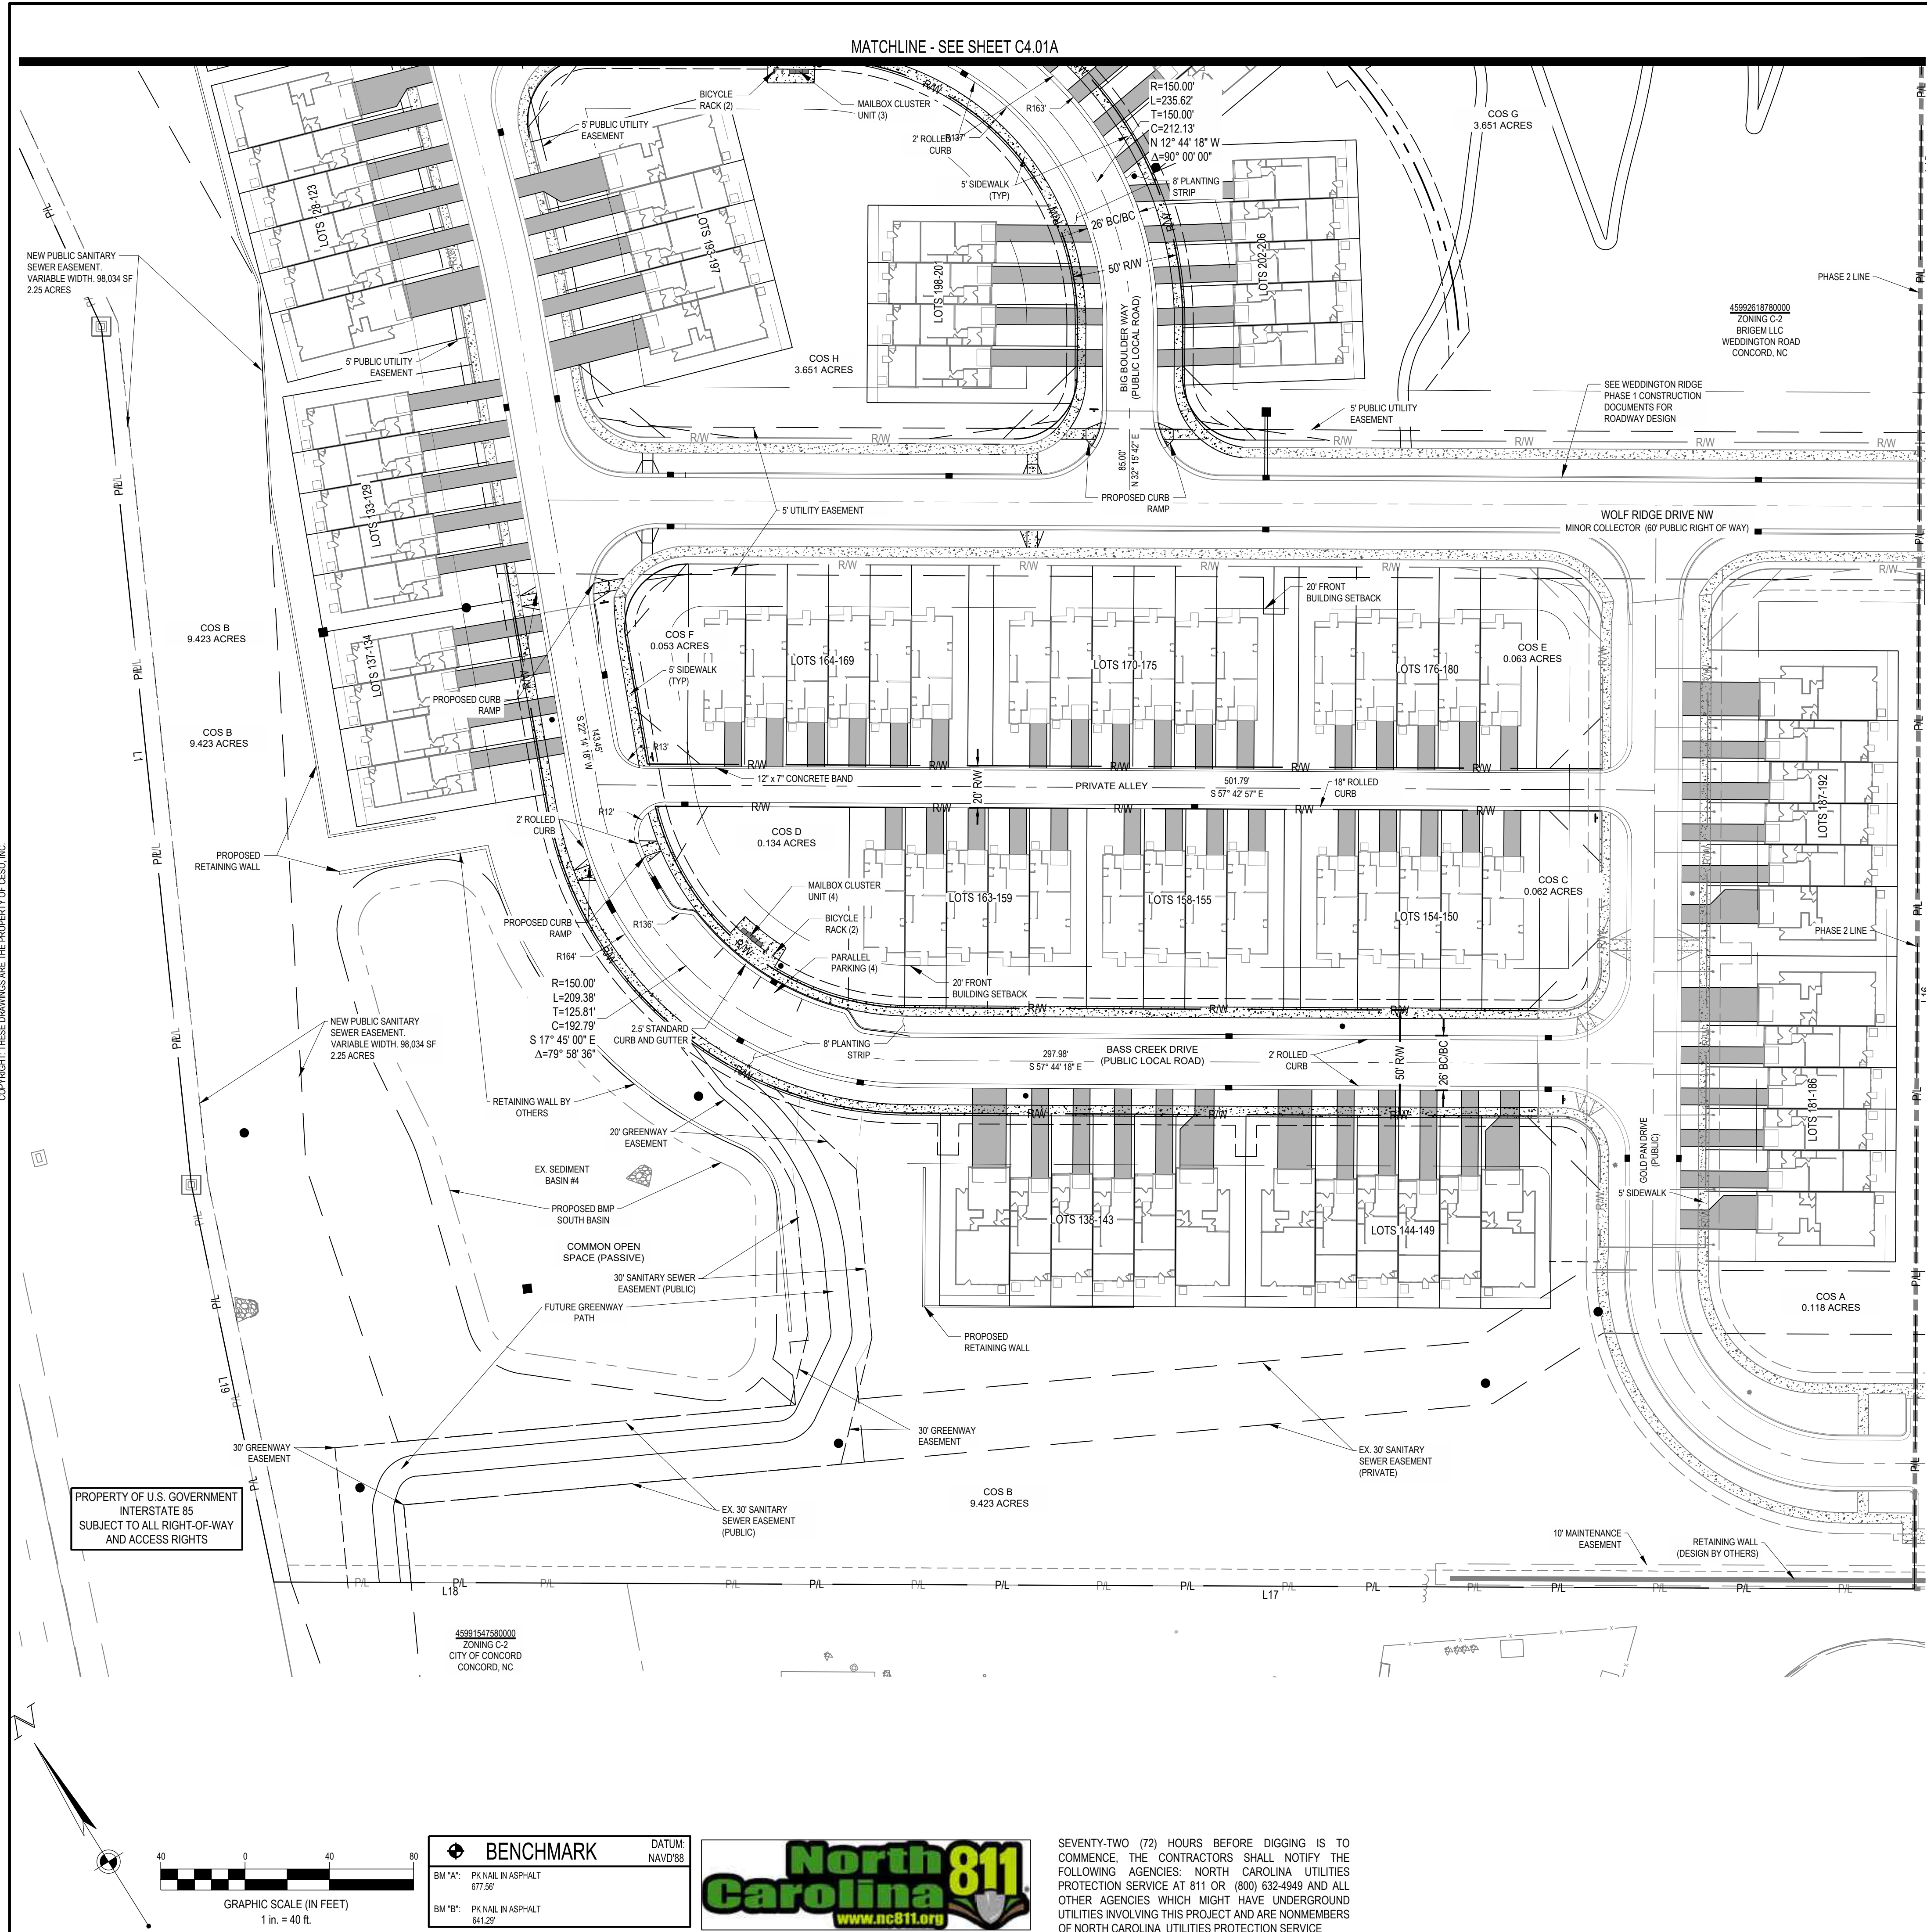 MATCHLINE - SEE SHEET C4.01A
BICYCLE
RACK (2)
MAILBOX CLUSTER
UNIT (3)
5' PUBLIC UTILITY
EASEMENT
2' ROLLED
CURB
R137'
R163'
R=150.00'
L=235.62'
T=150.00'
C=212.13'
N 12° 44' 18" W
Δ=90° 00' 00"
5' SIDEWALK
(TYP)
8' PLANTING
STRIP
26' BC/BC
50' R/W
COS G
3.651 ACRES
LOTS 128-123
LOTS 193-197
LOTS 198-201
LOTS 202-206
NEW PUBLIC SANITARY
SEWER EASEMENT.
VARIABLE WIDTH. 98,034 SF
2.25 ACRES
PHASE 2 LINE
45992618780000
ZONING C-2
BRIGEM LLC
WEDDINGTON ROAD
CONCORD, NC
5' PUBLIC UTILITY
EASEMENT
COS H
3.651 ACRES
BIG BOULDER WAY
(PUBLIC LOCAL ROAD)
SEE WEDDINGTON RIDGE
PHASE 1 CONSTRUCTION
DOCUMENTS FOR
ROADWAY DESIGN
5' PUBLIC UTILITY
EASEMENT
R/W
R/W
R/W
R/W
R/W
R/W
85.00'
N 32° 15' 42" E
LOTS 133-129
PROPOSED CURB
RAMP
5' UTILITY EASEMENT
WOLF RIDGE DRIVE NW
MINOR COLLECTOR (60' PUBLIC RIGHT OF WAY)
R/W
R/W
R/W
R/W
R/W
20' FRONT
BUILDING SETBACK
COS B
9.423 ACRES
COS F
0.053 ACRES
LOTS 137-134
LOTS 164-169
LOTS 170-175
LOTS 176-180
COS E
0.063 ACRES
5' SIDEWALK
(TYP)
PROPOSED CURB
RAMP
COS B
9.423 ACRES
L1
143.45'
S 22° 14' 18" W
R13'
R/W
R/W
R/W
R/W
R/W
12" x 7" CONCRETE BAND
20' R/W
PRIVATE ALLEY
501.79'
S 57° 42' 57" E
18" ROLLED
CURB
R/W
R/W
R/W
R/W
R/W
R12'
2' ROLLED
CURB
COS D
0.134 ACRES
LOTS 187-192
PROPOSED
RETAINING WALL
MAILBOX CLUSTER
UNIT (4)
LOTS 163-159
LOTS 158-155
LOTS 154-150
COS C
0.062 ACRES
BICYCLE
RACK (2)
PROPOSED CURB
RAMP
R136'
PHASE 2 LINE
R164'
PARALLEL
PARKING (4)
20' FRONT
BUILDING SETBACK
L16
R=150.00'
L=209.38'
T=125.81'
C=192.79'
S 17° 45' 00" E
Δ=79° 58' 36"
NEW PUBLIC SANITARY
SEWER EASEMENT.
VARIABLE WIDTH. 98,034 SF
2.25 ACRES
2.5' STANDARD
CURB AND GUTTER
R/W
R/W
R/W
8' PLANTING
STRIP
297.98'
S 57° 44' 18" E
BASS CREEK DRIVE
(PUBLIC LOCAL ROAD)
2' ROLLED
CURB
50' R/W
26' BC/BC
RETAINING WALL BY
OTHERS
R/W
R/W
R/W
20' GREENWAY
EASEMENT
LOTS 181-186
GOLD PAN DRIVE
(PUBLIC)
EX. SEDIMENT
BASIN #4
5' SIDEWALK
PROPOSED BMP
SOUTH BASIN
LOTS 138-143
LOTS 144-149
COMMON OPEN
SPACE (PASSIVE)
30' SANITARY SEWER
EASEMENT (PUBLIC)
COS A
0.118 ACRES
FUTURE GREENWAY
PATH
PROPOSED
RETAINING WALL
L19
30' GREENWAY
EASEMENT
30' GREENWAY
EASEMENT
EX. 30' SANITARY
SEWER EASEMENT
(PRIVATE)
PROPERTY OF U.S. GOVERNMENT
INTERSTATE 85
SUBJECT TO ALL RIGHT-OF-WAY
AND ACCESS RIGHTS
COS B
9.423 ACRES
EX. 30' SANITARY
SEWER EASEMENT
(PUBLIC)
10' MAINTENANCE
EASEMENT
RETAINING WALL
(DESIGN BY OTHERS)
P/L P/L P/L P/L P/L P/L P/L P/L P/L P/L P/L P/L P/L P/L P/L P/L
L18
L17
45991547580000
ZONING C-2
CITY OF CONCORD
CONCORD, NC
COPYRIGHT: THESE DRAWINGS ARE THE PROPERTY OF CESO, INC.
N
40 0 40 80
GRAPHIC SCALE (IN FEET)
1 in. = 40 ft.
BENCHMARK
DATUM:
NAVD'88
BM "A": PK NAIL IN ASPHALT
677.56'
BM "B": PK NAIL IN ASPHALT
641.29'
North
Carolina 811
www.nc811.org
SEVENTY-TWO (72) HOURS BEFORE DIGGING IS TO
COMMENCE, THE CONTRACTORS SHALL NOTIFY THE
FOLLOWING AGENCIES: NORTH CAROLINA UTILITIES
PROTECTION SERVICE AT 811 OR (800) 632-4949 AND ALL
OTHER AGENCIES WHICH MIGHT HAVE UNDERGROUND
UTILITIES INVOLVING THIS PROJECT AND ARE NONMEMBERS
OF NORTH CAROLINA UTILITIES PROTECTION SERVICE